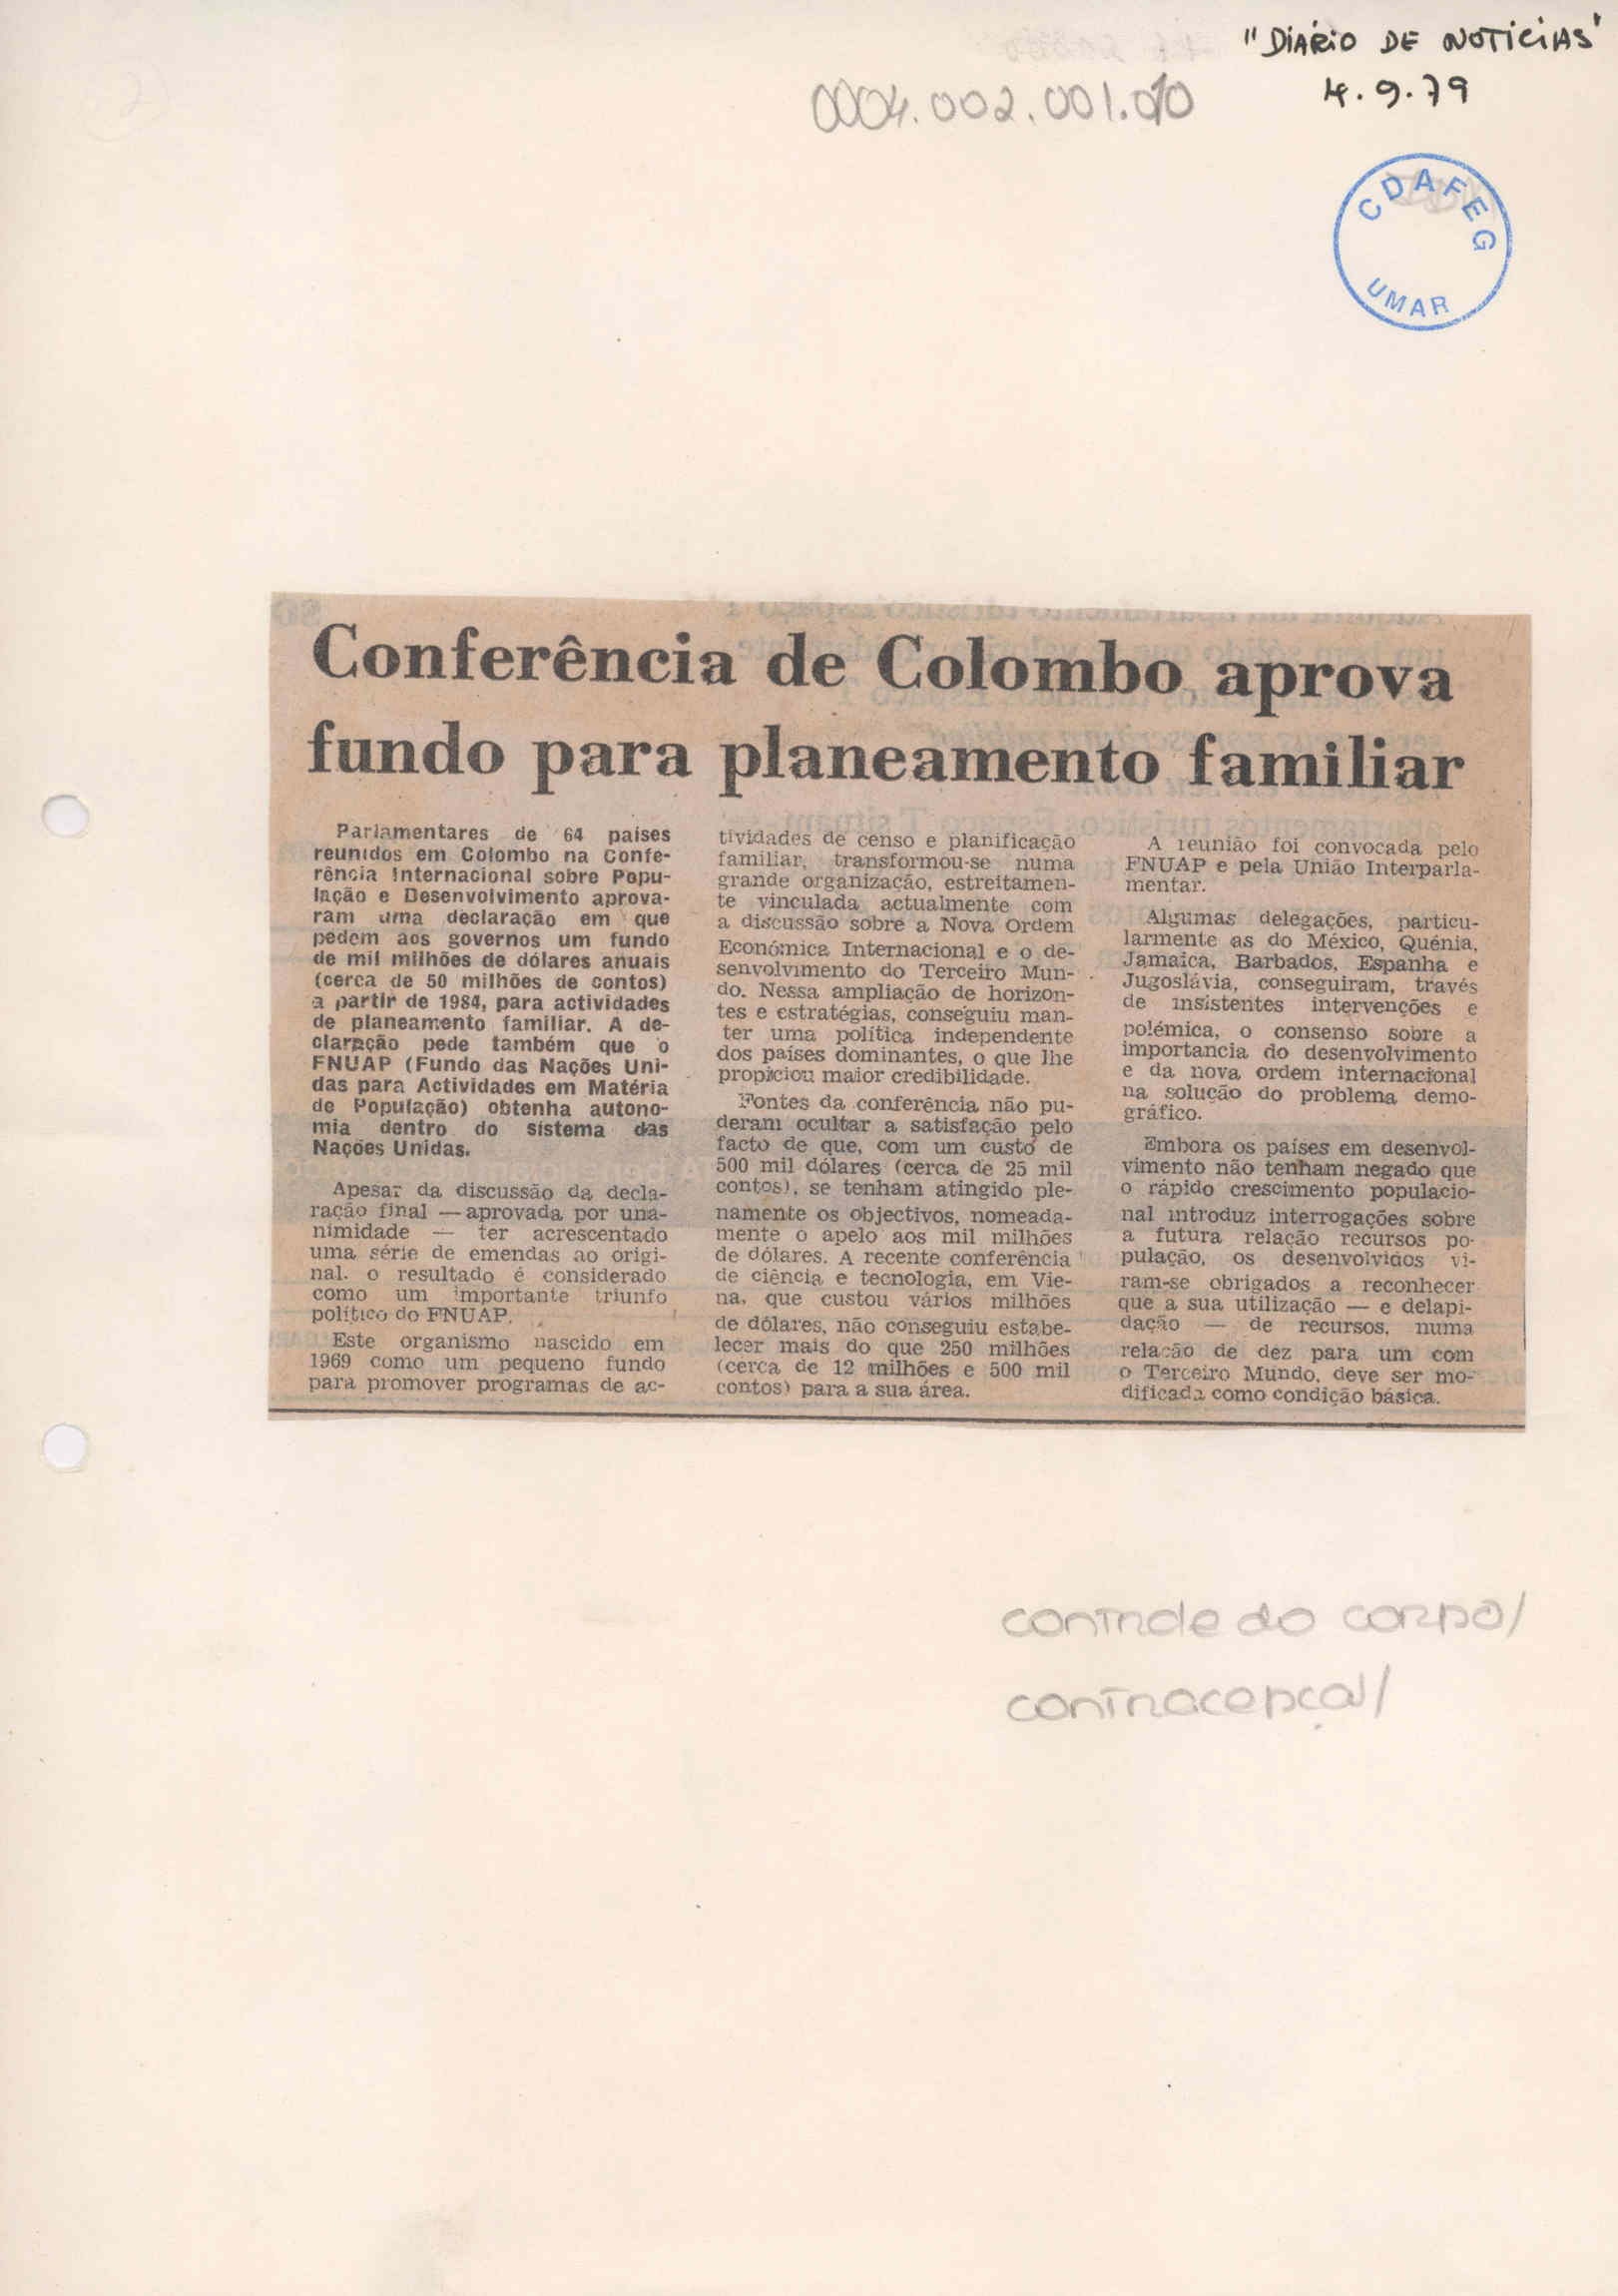 "DIÁRIO DE NOTICIAS"
4.9.79
0004.002.001.010
CDAFEG
UMAR
Conferência de Colombo aprova
fundo para planeamento familiar
Parlamentares de 64 países
reunidos em Colombo na Confe-
rência Internacional sobre Popu-
lação e Desenvolvimento aprova-
ram uma declaração em que
pedem aos governos um fundo
de mil milhões de dólares anuais
(cerca de 50 milhões de contos)
a partir de 1984, para actividades
de planeamento familiar. A de-
claração pede também que o
FNUAP (Fundo das Nações Uni-
das para Actividades em Matéria
de População) obtenha autono-
mia dentro do sistema das
Nações Unidas.
Apesar da discussão da decla-
ração final — aprovada por una-
nimidade — ter acrescentado
uma série de emendas ao origi-
nal. o resultado é considerado
como um importante triunfo
político do FNUAP.
Este organismo nascido em
1969 como um pequeno fundo
para promover programas de ac-
tividades de censo e planificação
familiar, transformou-se numa
grande organização, estreitamen-
te vinculada actualmente com
a discussão sobre a Nova Ordem
Económica Internacional e o de-
senvolvimento do Terceiro Mun-
do. Nessa ampliação de horizon-
tes e estratégias, conseguiu man-
ter uma política independente
dos países dominantes, o que lhe
propiciou maior credibilidade.
Fontes da conferência não pu-
deram ocultar a satisfação pelo
facto de que, com um custo de
500 mil dólares (cerca de 25 mil
contos), se tenham atingido ple-
namente os objectivos, nomeada-
mente o apelo aos mil milhões
de dólares. A recente conferência
de ciência e tecnologia, em Vie-
na, que custou vários milhões
de dólares, não conseguiu estabe-
lecer mais do que 250 milhões
(cerca de 12 milhões e 500 mil
contos) para a sua área.
A reunião foi convocada pelo
FNUAP e pela União Interparla-
mentar.
Algumas delegações, particu-
larmente as do México, Quénia,
Jamaica, Barbados, Espanha e
Jugoslávia, conseguiram, través
de insistentes intervenções e
polémica, o consenso sobre a
importancia do desenvolvimento
e da nova ordem internacional
na solução do problema demo-
gráfico.
Embora os países em desenvol-
vimento não tenham negado que
o rápido crescimento populacio-
nal introduz interrogações sobre
a futura relação recursos po-
pulação, os desenvolvidos vi-
ram-se obrigados a reconhecer
que a sua utilização — e delapi-
dação — de recursos, numa
relação de dez para um com
o Terceiro Mundo, deve ser mo-
dificada como condição básica.
controle do corpo/
contracepção/